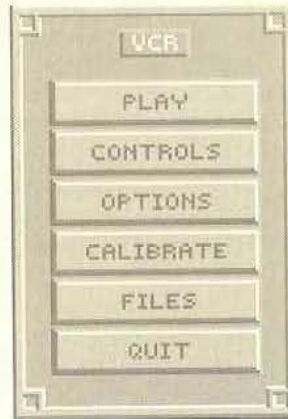 VCR
PLAY
CONTROLS
OPTIONS
CALIBRATE
FILES
QUIT